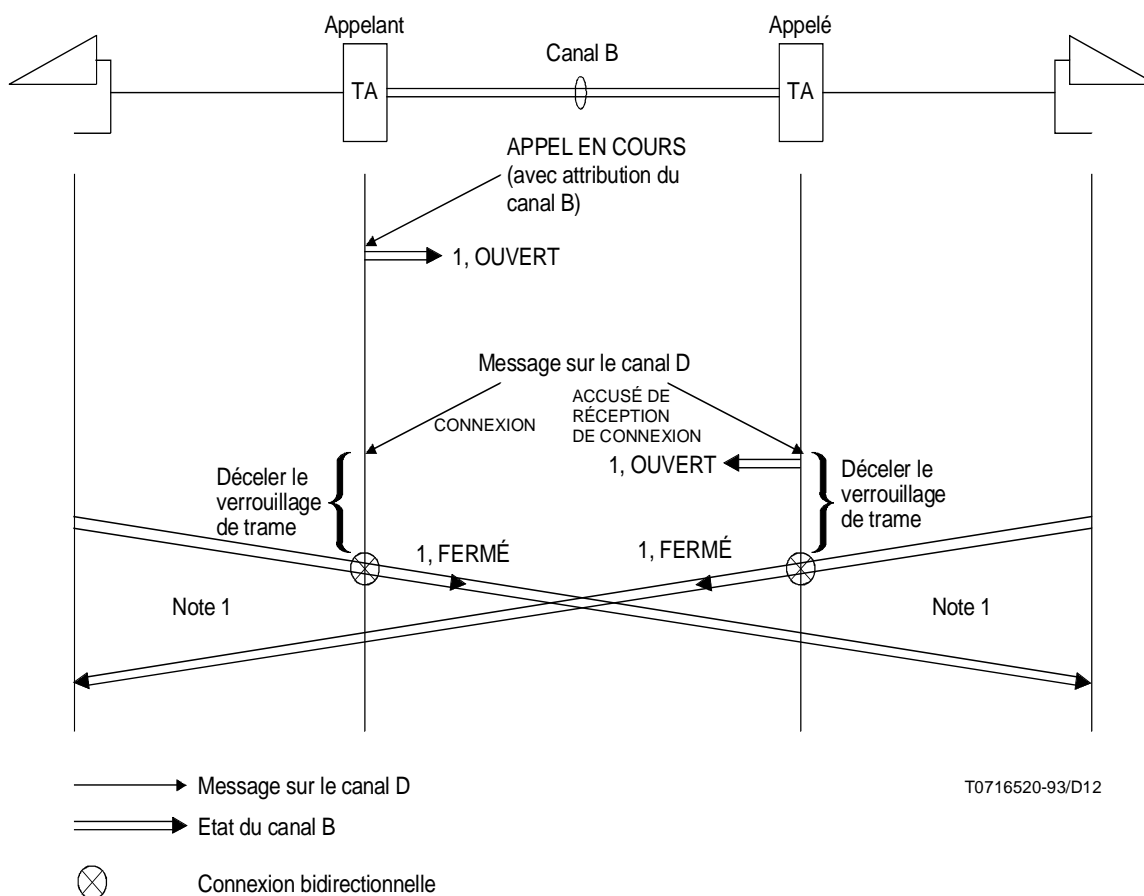 Appelant
Appelé
Canal B
TA
TA
APPEL EN COURS
(avec attribution du
canal B)
1, OUVERT
Message sur le canal D
CONNEXION
ACCUSÉ DE
RÉCEPTION
DE CONNEXION
1, OUVERT
Déceler le
verrouillage
de trame
Déceler le
verrouillage
de trame
1, FERMÉ
1, FERMÉ
Note 1
Note 1
Message sur le canal D
T0716520-93/D12
Etat du canal B
Connexion bidirectionnelle